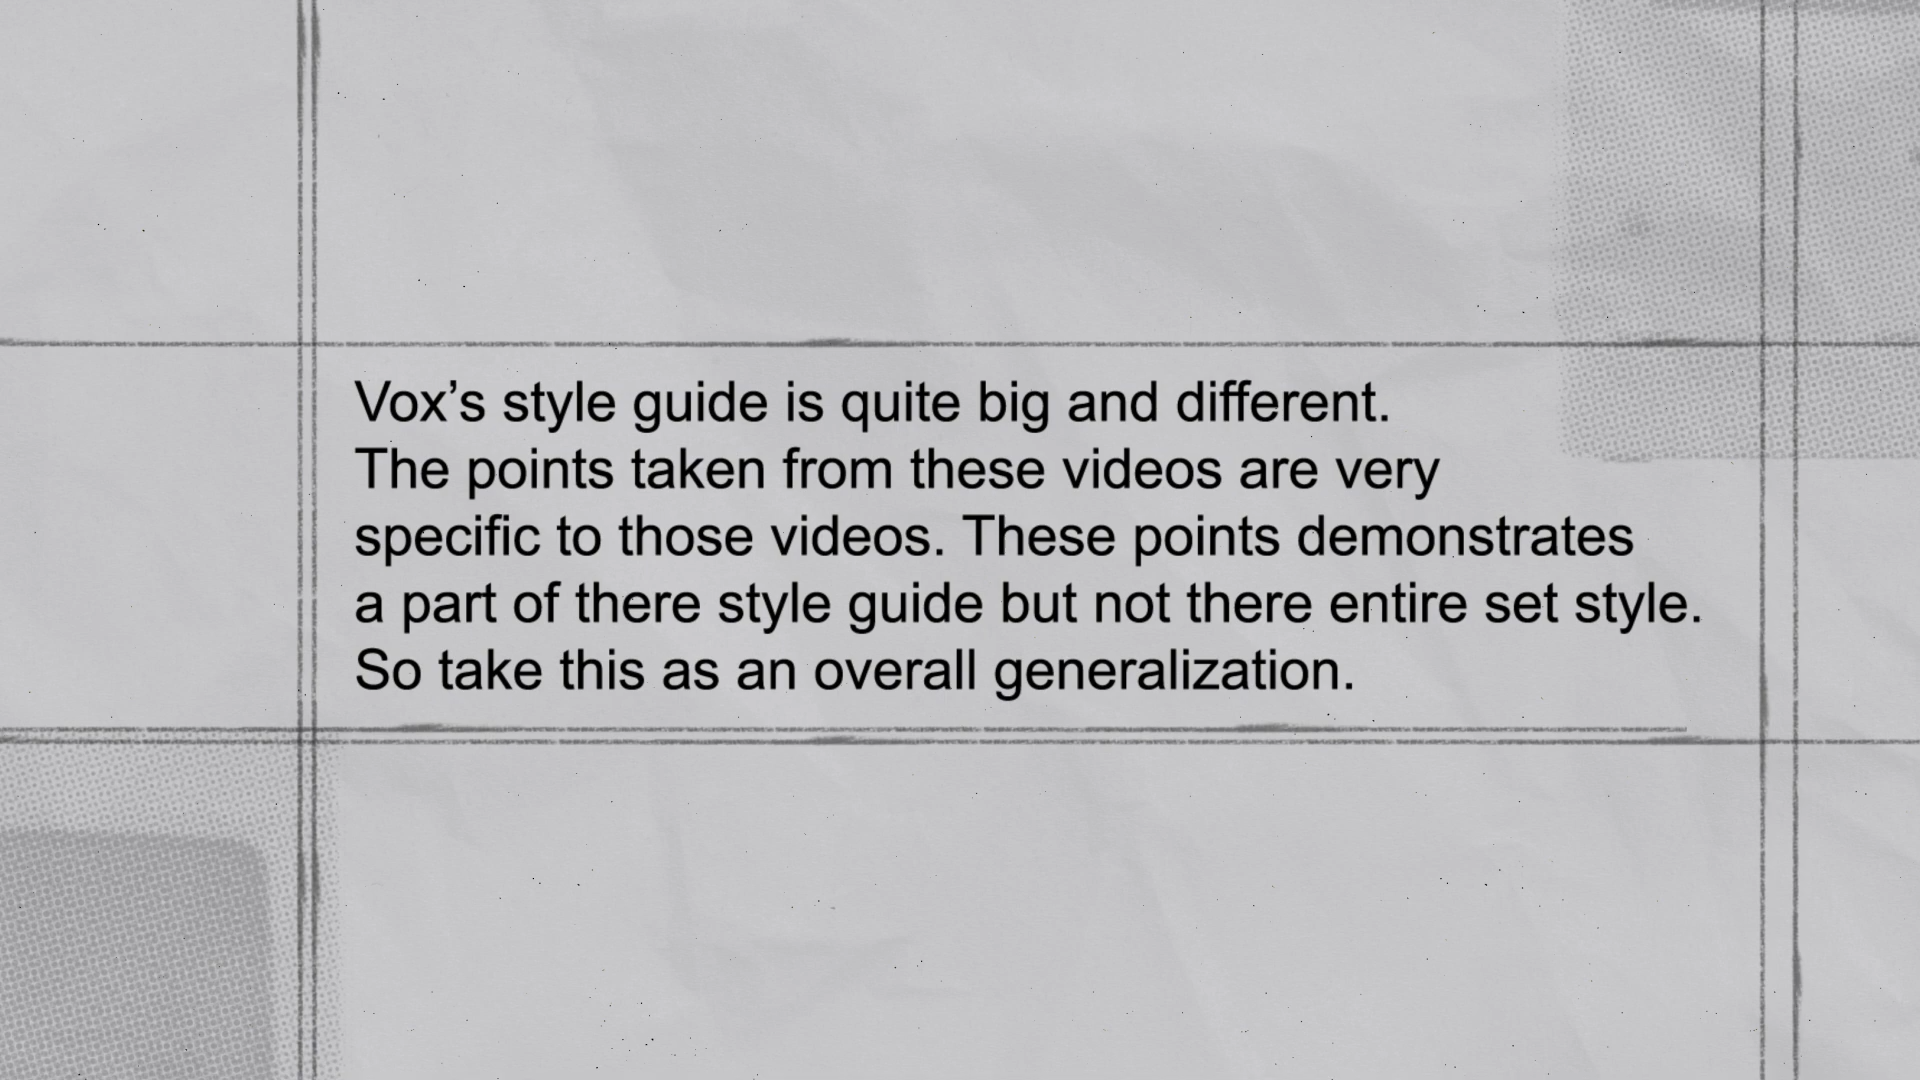 Vox’s style guide is quite big and different.
The points taken from these videos are very
specific to those videos. These points demonstrates
a part of there style guide but not there entire set style.
So take this as an overall generalization.